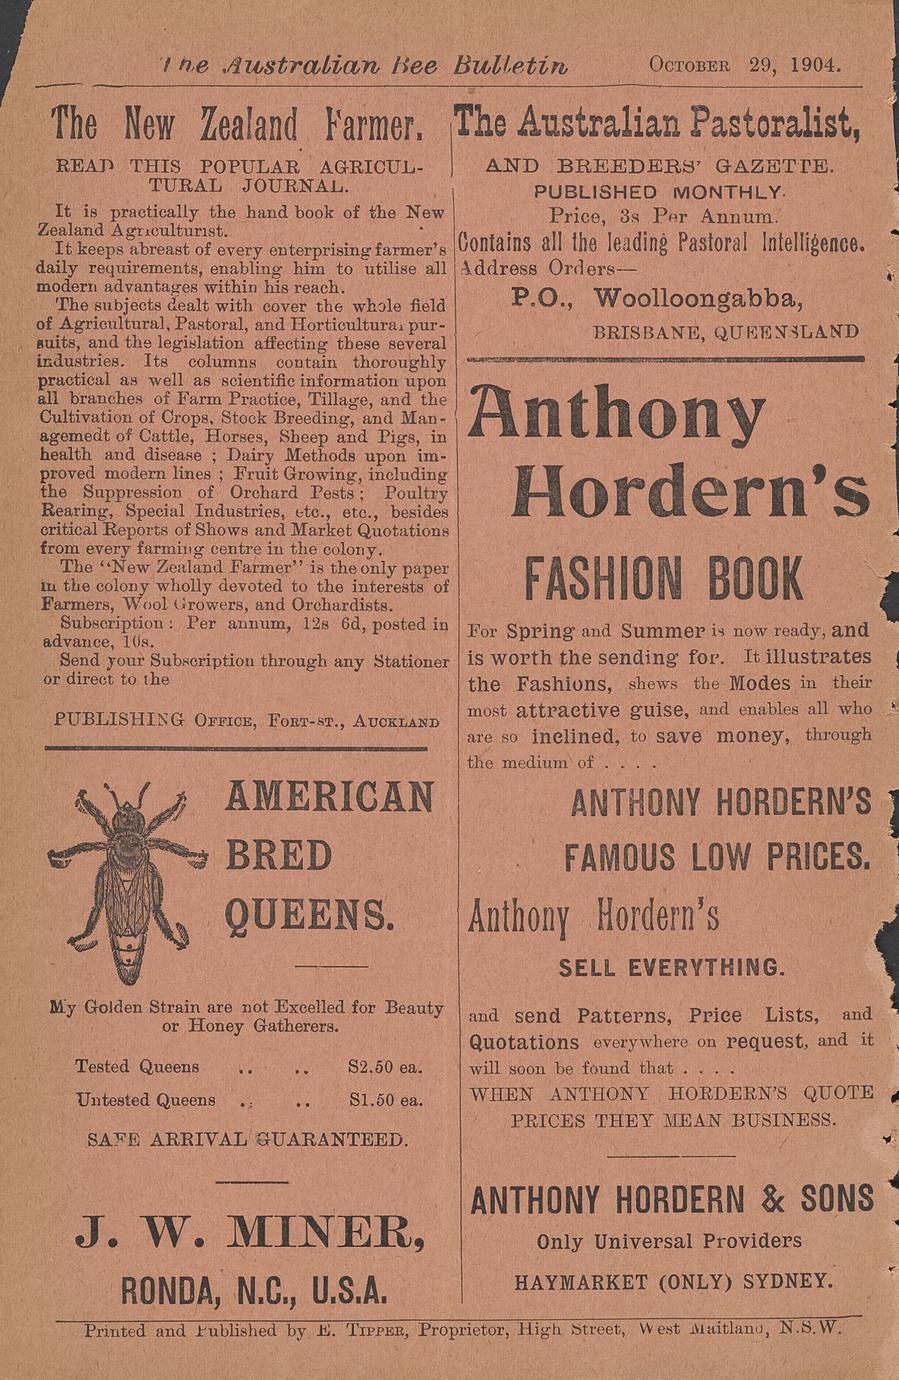 The Australian Bee Bulletin October 29, 1904.
The New Zealand Farmer.
READ THIS POPULAR AGRICUL-
TURAL JOURNAL.
It is practically the hand book of the New
Zealand Agriculturist.
It keeps abreast of every enterprising farmer's
daily requirements, enabling him to utilise all
modern advantages within his reach.
The subjects dealt with cover the whole field
of Agricultural, Pastoral, and Horticultural pur-
suits, and the legislation affecting these several
industries. Its columns contain thoroughly
practical as well as scientific information upon
all branches of Farm Practice, Tillage, and the
Cultivation of Crops, Stock Breeding, and Man-
agemedt of Cattle, Horses, Sheep and Pigs, in
health and disease ; Dairy Methods upon im-
proved modern lines ; Fruit Growing, including
the Suppression of Orchard Pests ; Poultry
Rearing, Special Industries, etc., etc., besides
critical Reports of Shows and Market Quotations
from every farming centre in the colony.
The "New Zealand Farmer" is the only paper
in the colony wholly devoted to the interests of
Farmers, Wool Growers, and Orchardists.
Subscription : Per annum, 12s 6d, posted in
advance, 10s.
Send your Subscription through any Stationer
or direct to the
PUBLISHING Office, Fort-st., Auckland
AMERICAN
BRED
QUEENS.
My Golden Strain are not Excelled for Beauty
or Honey Gatherers.
Tested Queens .. .. $2.50 ea.
Untested Queens .. .. $1.50 ea.
SAFE ARRIVAL GUARANTEED.
J. W. MINER,
RONDA, N.C., U.S.A.
The Australian Pastoralist,
AND BREEDERS' GAZETTE.
PUBLISHED MONTHLY.
Price, 3s Per Annum.
Contains all the leading Pastoral Intelligence.
Address Orders—
P.O., Woolloongabba,
BRISBANE, QUEENSLAND
Anthony
Hordern's
FASHION BOOK
For Spring and Summer is now ready, and
is worth the sending for. It illustrates
the Fashions, shews the Modes in their
most attractive guise, and enables all who
are so inclined, to save money, through
the medium of . . . .
ANTHONY HORDERN'S
FAMOUS LOW PRICES.
Anthony Hordern's
SELL EVERYTHING.
and send Patterns, Price Lists, and
Quotations everywhere on request, and it
will soon be found that . . . .
WHEN ANTHONY HORDERN'S QUOTE
PRICES THEY MEAN BUSINESS.
ANTHONY HORDERN & SONS
Only Universal Providers
HAYMARKET (ONLY) SYDNEY.
Printed and Published by E. Tipper, Proprietor, High Street, West Maitland, N.S.W.